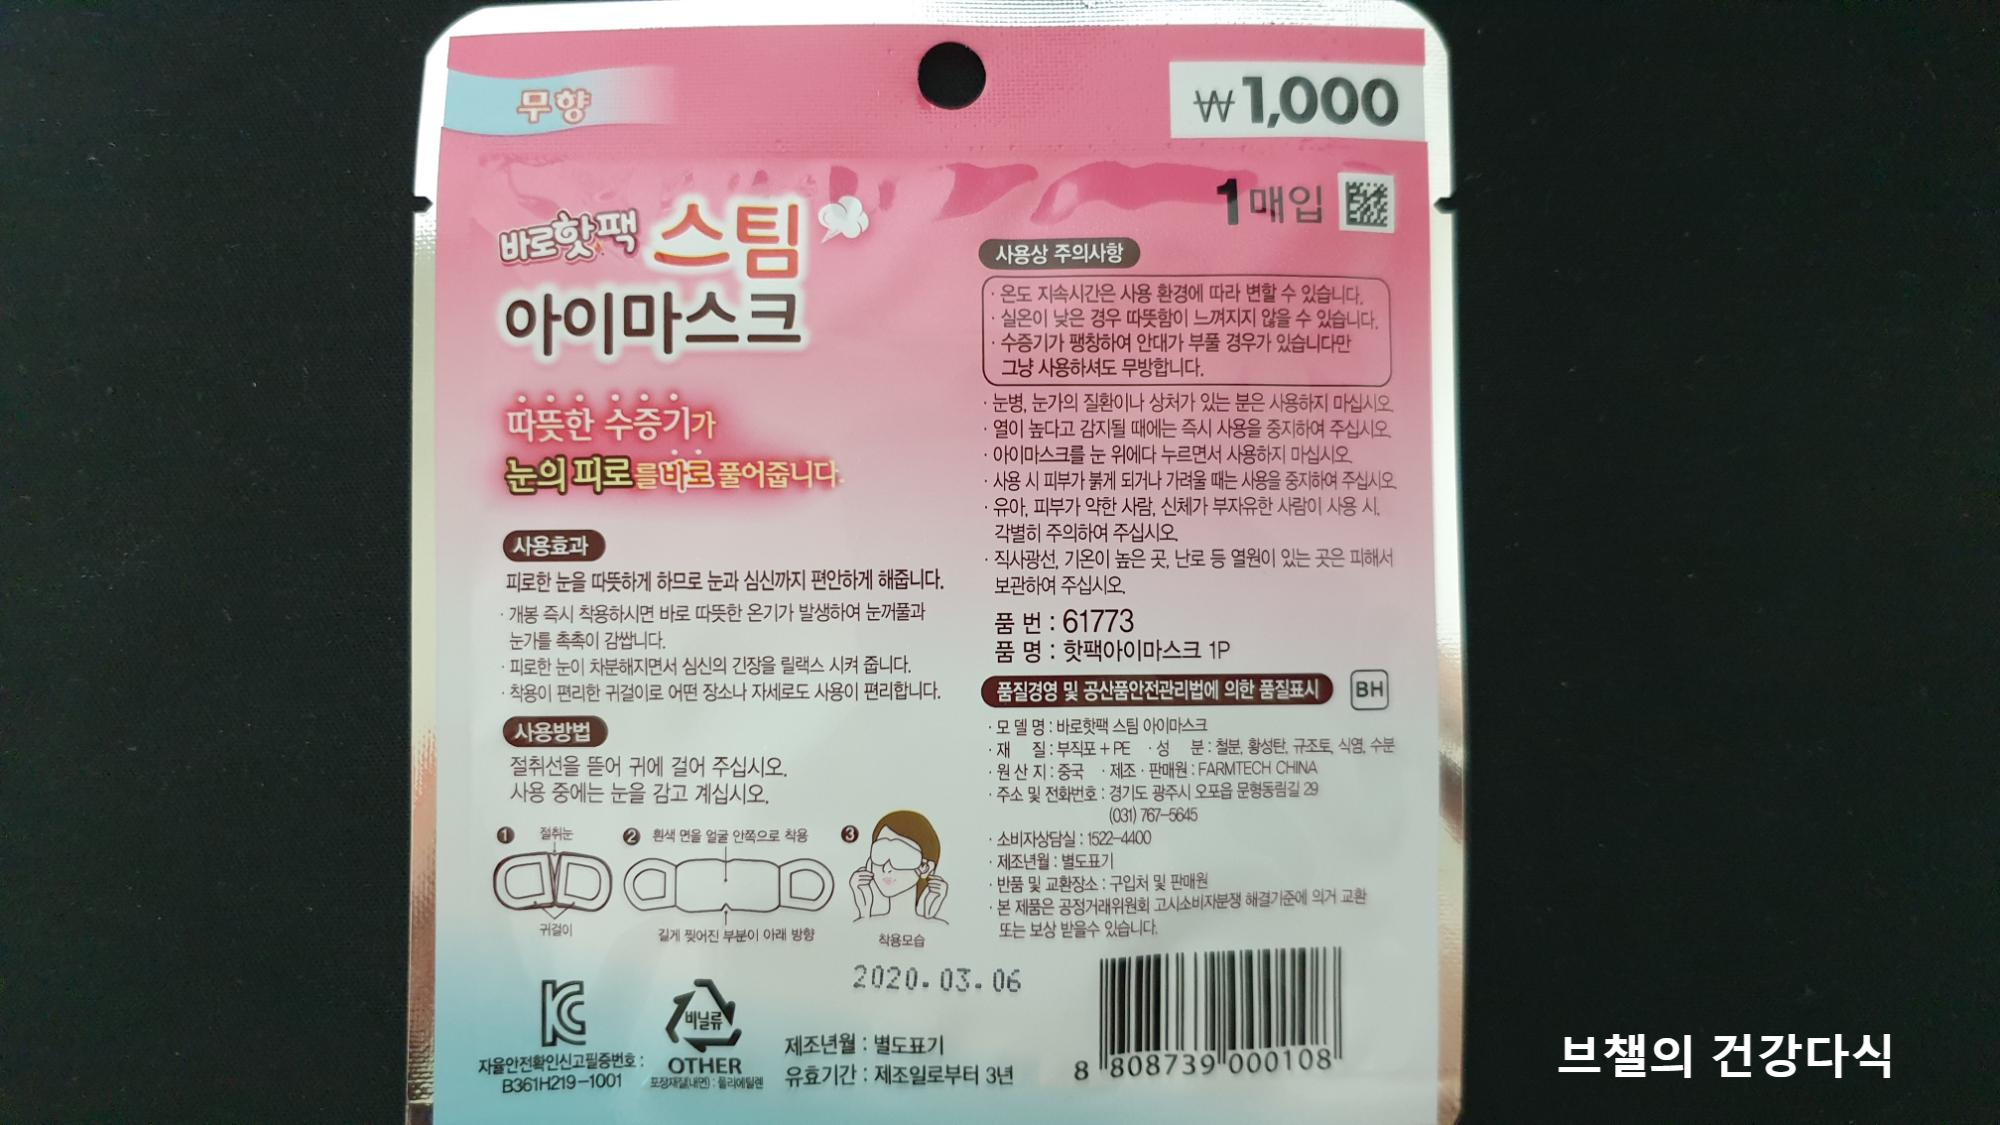 무향
₩1,000
1매입
바로핫팩 스팀
아이마스크
따뜻한 수증기가
눈의 피로를 바로 풀어줍니다.
사용효과
피로한 눈을 따뜻하게 하므로 눈과 심신까지 편안하게 해줍니다.
· 개봉 즉시 착용하시면 바로 따뜻한 온기가 발생하여 눈꺼풀과
눈가를 촉촉이 감쌉니다.
· 피로한 눈이 차분해지면서 심신의 긴장을 릴랙스 시켜 줍니다.
· 착용이 편리한 귀걸이로 어떤 장소나 자세로도 사용이 편리합니다.
사용방법
절취선을 뜯어 귀에 걸어 주십시오.
사용 중에는 눈을 감고 계십시오.
1 절취눈
귀걸이
2 흰색 면을 얼굴 안쪽으로 착용
길게 찢어진 부분이 아래 방향
3
착용모습
사용상 주의사항
· 온도 지속시간은 사용 환경에 따라 변할 수 있습니다.
· 실온이 낮은 경우 따뜻함이 느껴지지 않을 수 있습니다.
· 수증기가 팽창하여 안대가 부풀 경우가 있습니다만
그냥 사용하셔도 무방합니다.
· 눈병, 눈가의 질환이나 상처가 있는 분은 사용하지 마십시오.
· 열이 높다고 감지될 때에는 즉시 사용을 중지하여 주십시오.
· 아이마스크를 눈 위에다 누르면서 사용하지 마십시오.
· 사용 시 피부가 붉게 되거나 가려울 때는 사용을 중지하여 주십시오.
· 유아, 피부가 약한 사람, 신체가 부자유한 사람이 사용 시,
각별히 주의하여 주십시오.
· 직사광선, 기온이 높은 곳, 난로 등 열원이 있는 곳은 피해서
보관하여 주십시오.
품 번 : 61773
품 명 : 핫팩아이마스크 1P
품질경영 및 공산품안전관리법에 의한 품질표시 BH
· 모 델 명 : 바로핫팩 스팀 아이마스크
· 재 질 : 부직포 + PE · 성 분 : 철분, 황성탄, 규조토, 식염, 수분
· 원 산 지 : 중국 · 제조 · 판매원 : FARMTECH CHINA
· 주소 및 전화번호 : 경기도 광주시 오포읍 문형동림길 29
(031) 767-5645
· 소비자상담실 : 1522-4400
· 제조년월 : 별도표기
· 반품 및 교환장소 : 구입처 및 판매원
· 본 제품은 공정거래위원회 고시소비자분쟁 해결기준에 의거 교환
또는 보상 받을수 있습니다.
2020.03.06
자율안전확인신고필증번호 :
B361H219-1001
비닐류
OTHER
포장재질(내면) : 폴리에틸렌
제조년월 : 별도표기
유효기간 : 제조일로부터 3년
8 808739 000108
브챌의 건강다식